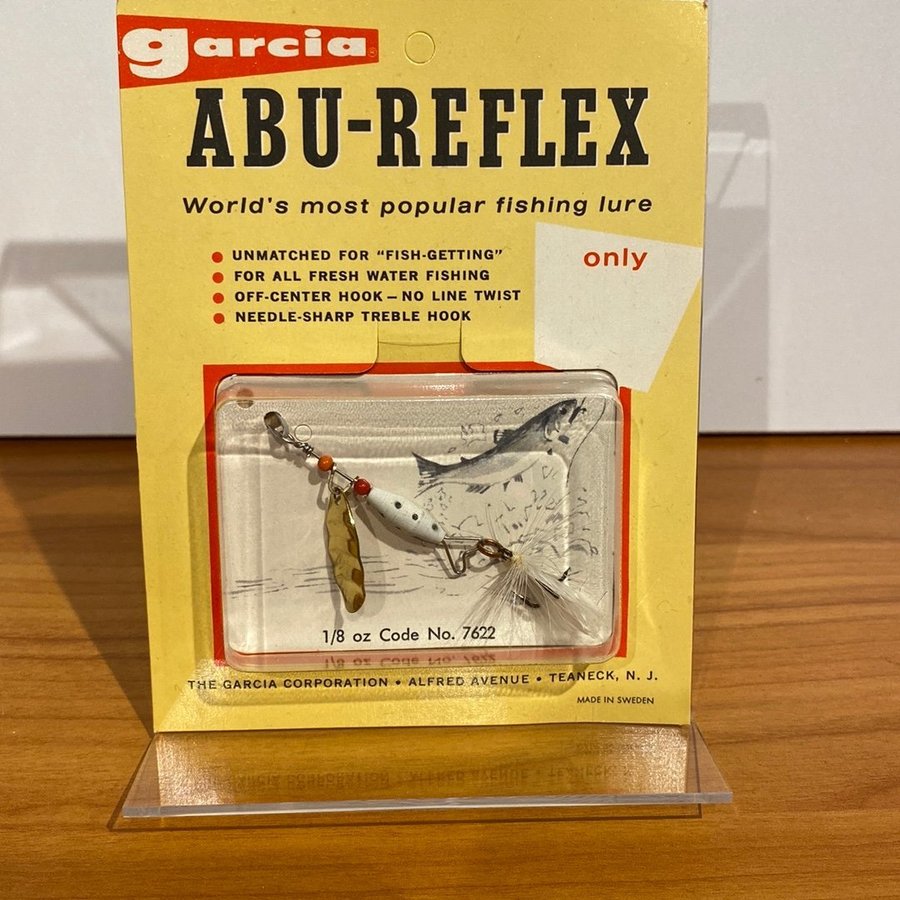 garcia
ABU-REFLEX
World's most popular fishing lure
UNMATCHED FOR "FISH-GETTING"
FOR ALL FRESH WATER FISHING
OFF-CENTER HOOK – NO LINE TWIST
NEEDLE-SHARP TREBLE HOOK
only
1/8 oz Code No. 7622
THE GARCIA CORPORATION • ALFRED AVENUE • TEANECK, N. J.
MADE IN SWEDEN